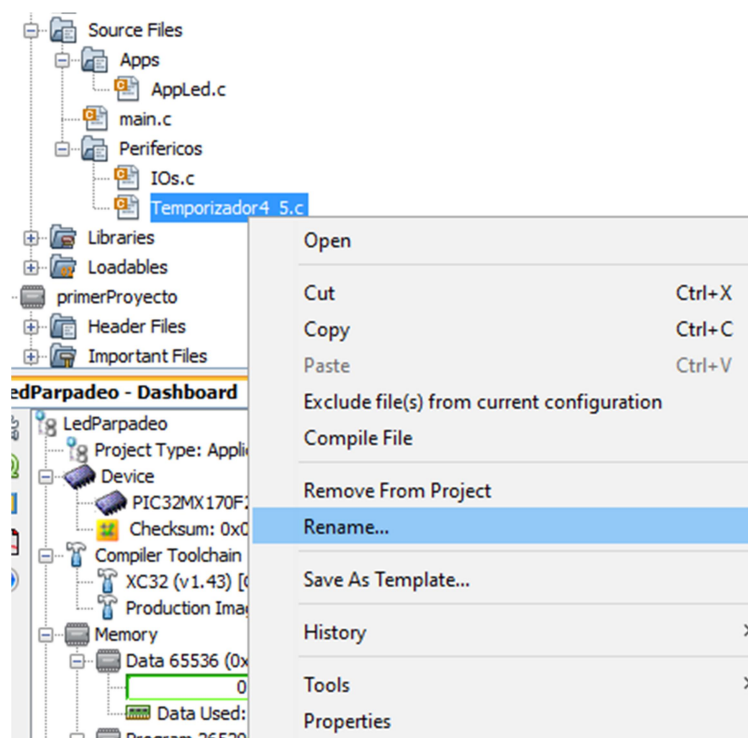 Source Files
Apps
AppLed.c
main.c
Perifericos
IOs.c
Temporizador4_5.c
Libraries
Loadables
primerProyecto
Header Files
Important Files
edParpadeo - Dashboard
LedParpadeo
Project Type: Appli
Device
PIC32MX170F
Checksum: 0x
Compiler Toolchain
XC32 (v1.43) [
Production Ima
Memory
Data 65536 (0x
0
Data Used:
Open
Cut Ctrl+X
Copy Ctrl+C
Paste Ctrl+V
Exclude file(s) from current configuration
Compile File
Remove From Project
Rename...
Save As Template...
History
Tools
Properties